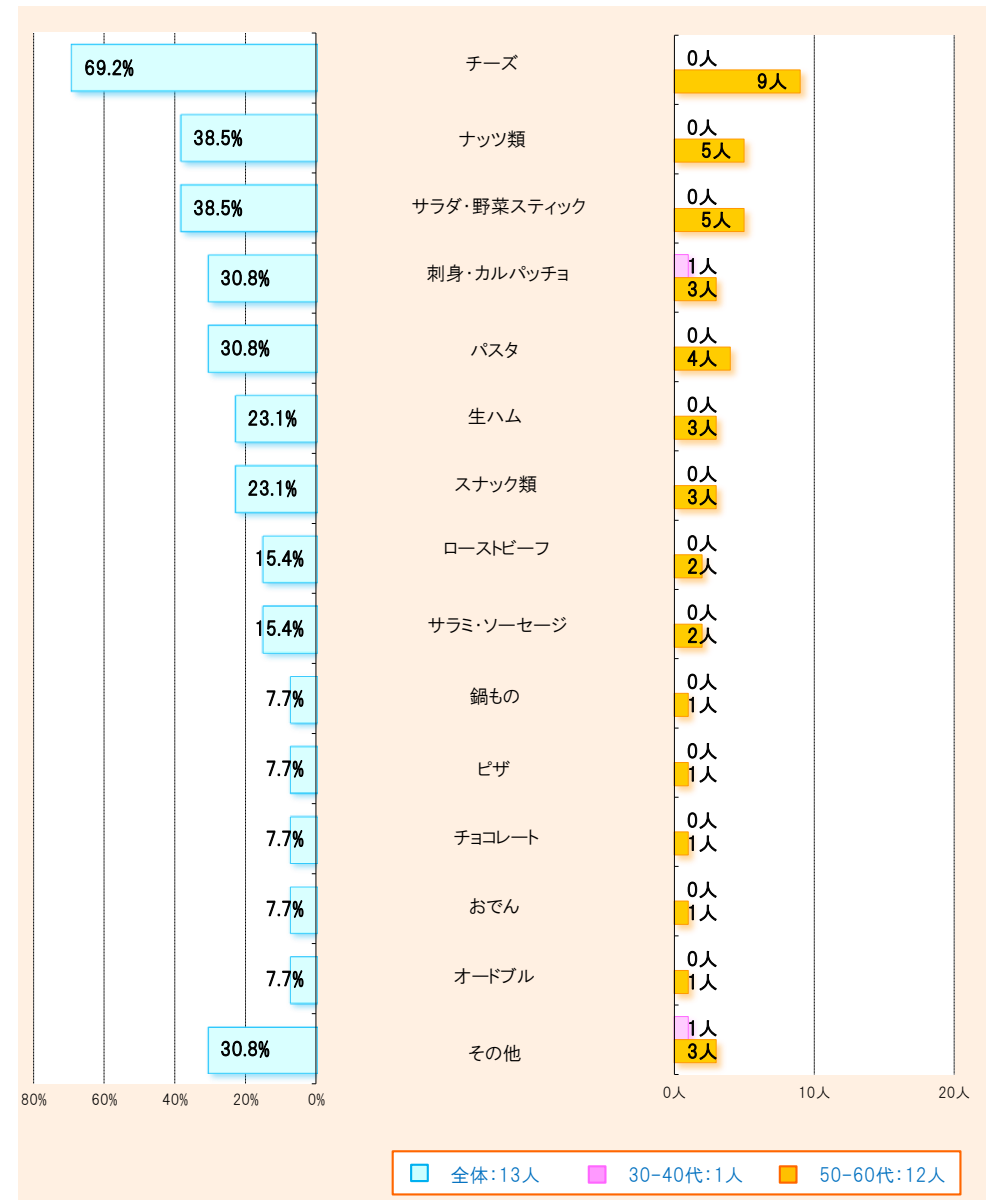 69.2% チーズ 0人
9人
38.5% ナッツ類 0人
5人
38.5% サラダ・野菜スティック 0人
5人
30.8% 刺身・カルパッチョ 1人
3人
30.8% パスタ 0人
4人
23.1% 生ハム 0人
3人
23.1% スナック類 0人
3人
15.4% ローストビーフ 0人
2人
15.4% サラミ・ソーセージ 0人
2人
7.7% 鍋もの 0人
1人
7.7% ピザ 0人
1人
7.7% チョコレート 0人
1人
7.7% おでん 0人
1人
7.7% オードブル 0人
1人
30.8% その他 1人
3人
80% 60% 40% 20% 0% 0人 10人 20人
全体:13人 30-40代:1人 50-60代:12人